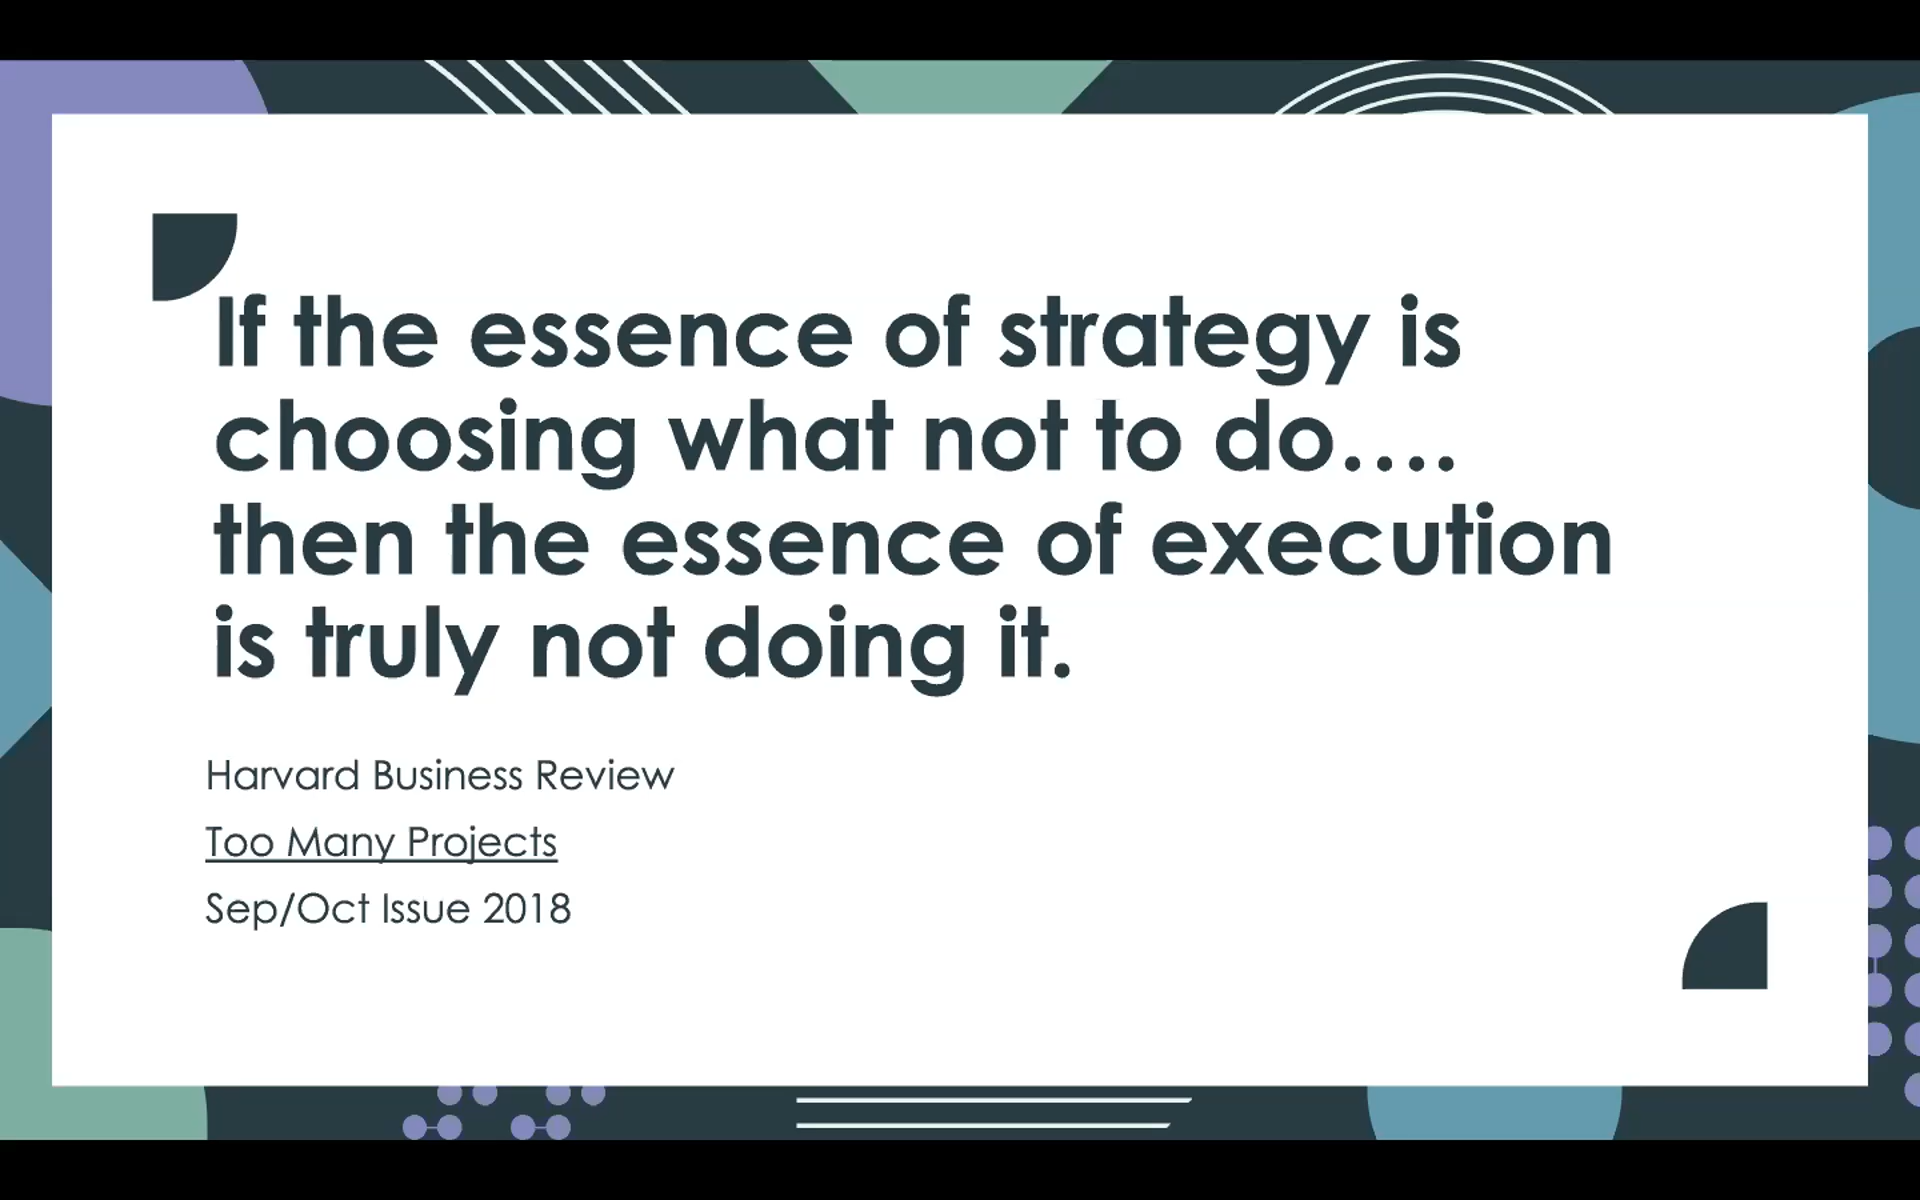 If the essence of strategy is
choosing what not to do....
then the essence of execution
is truly not doing it.
Harvard Business Review
Too Many Projects
Sep/Oct Issue 2018